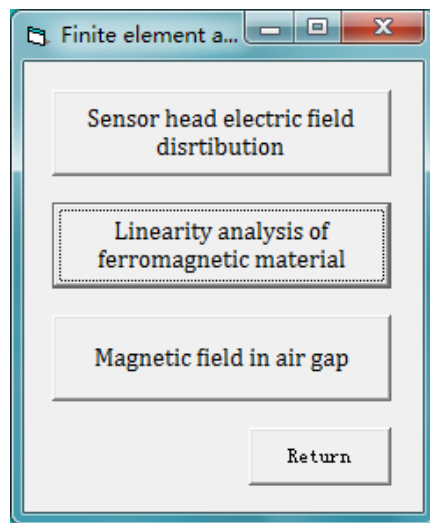 Finite element a...
Sensor head electric field
disrtibution
Linearity analysis of
ferromagnetic material
Magnetic field in air gap
Return